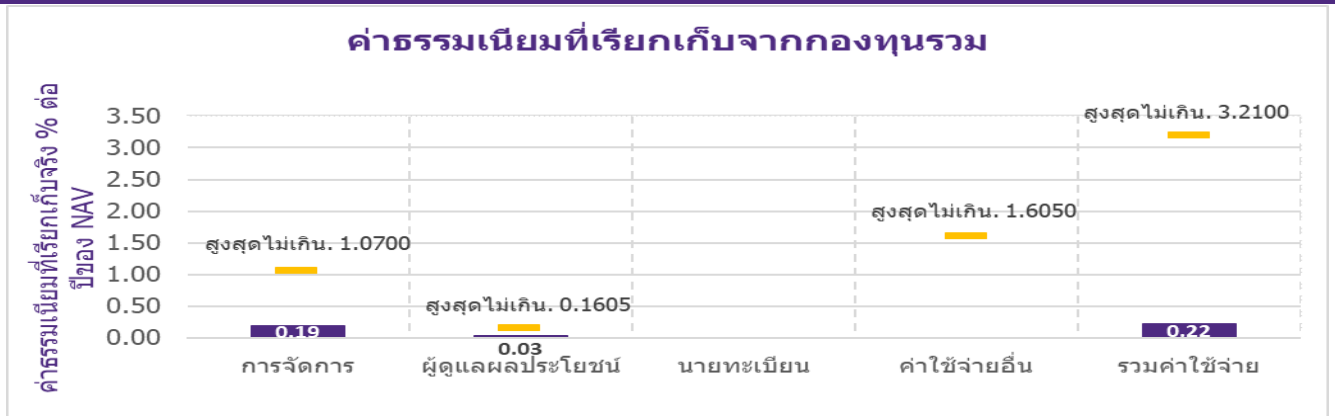 ค่าธรรมเนียมที่เรียกเก็บจากกองทุนรวม
ค่าธรรมเนียมที่เรียกเก็บจริง % ต่อ
ปีของ NAV
3.50
3.00
2.50
2.00
1.50
1.00
0.50
0.00
สูงสุดไม่เกิน. 1.0700
สูงสุดไม่เกิน. 0.1605
สูงสุดไม่เกิน. 1.6050
สูงสุดไม่เกิน. 3.2100
0.19
0.03
0.22
การจัดการ
ผู้ดูแลผลประโยชน์
นายทะเบียน
ค่าใช้จ่ายอื่น
รวมค่าใช้จ่าย